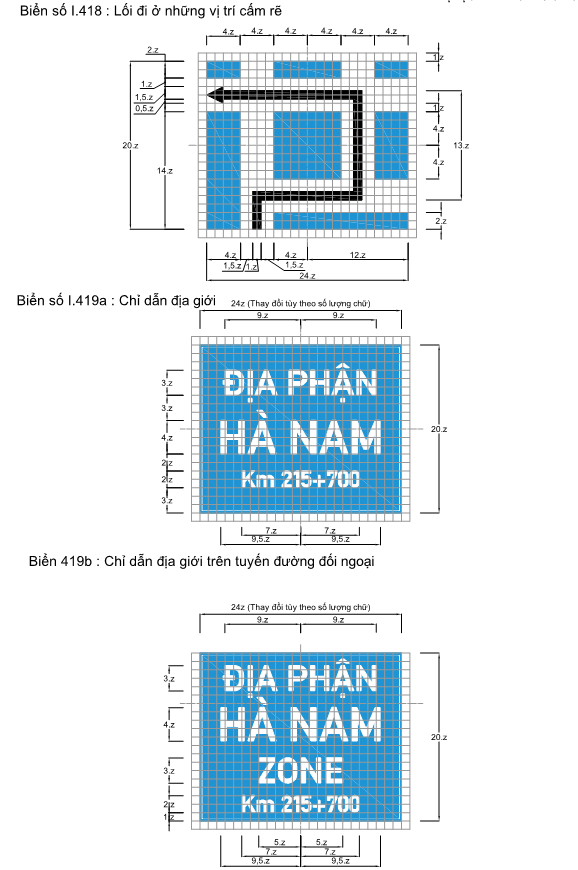 Biển số I.418 : Lối đi ở những vị trí cấm rẽ
4.z 4.z 4.z 4.z 4.z 4.z
2.z
1.z
1,5.z
0,5.z
20.z
14.z
1.z
1.z
4.z
4.z
13.z
2.z
4.z 4.z 12.z
1,5.z 1.z 1,5.z
24.z
Biển số I.419a : Chỉ dẫn địa giới
24z (Thay đổi tùy theo số lượng chữ)
9.z 9.z
3.z
3.z
4.z
2.z
2.z
3.z
ĐỊA PHẬN
HÀ NAM
Km 215+700
20.z
7.z 7.z
9,5.z 9,5.z
Biển 419b : Chỉ dẫn địa giới trên tuyến đường đối ngoại
24z (Thay đổi tùy theo số lượng chữ)
9.z 9.z
3.z
4.z
3.z
2.z
1.z
ĐỊA PHẬN
HÀ NAM
ZONE
Km 215+700
20.z
5.z 5.z
7.z 7.z
9,5.z 9,5.z